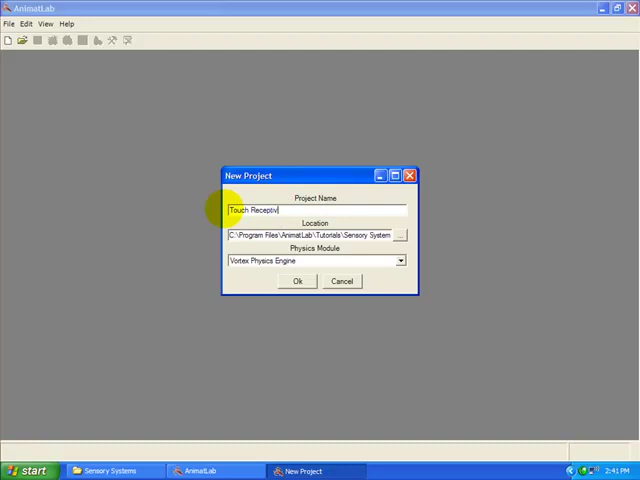 AnimatLab
File Edit View Help
New Project
Project Name
Touch Receptiv
Location
C:\Program Files\AnimatLab\Tutorials\Sensory System
...
Physics Module
Vortex Physics Engine
Ok Cancel
start Sensory Systems AnimatLab New Project 2:41 PM